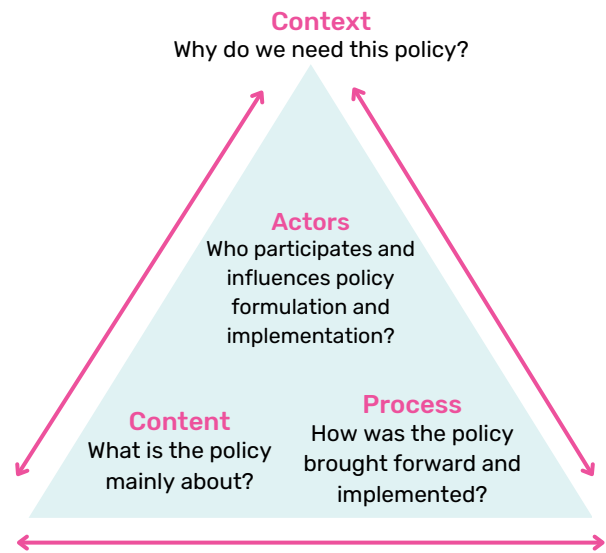 Context
Why do we need this policy?
Actors
Who participates and
influences policy
formulation and
implementation?
Content
What is the policy
mainly about?
Process
How was the policy
brought forward and
implemented?